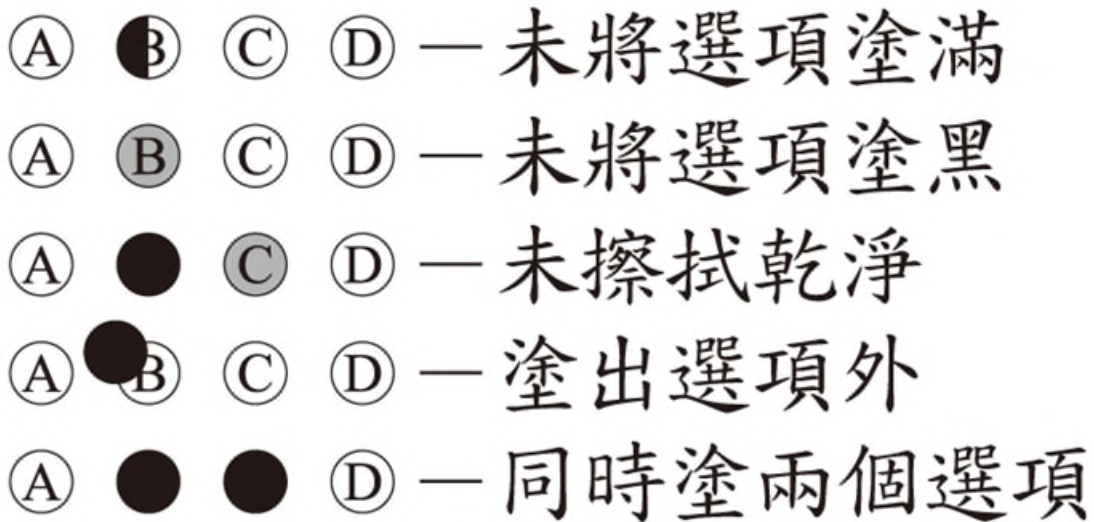 A B C D — 未將選項塗滿
A B C D — 未將選項塗黑
A C D — 未擦拭乾淨
A B C D — 塗出選項外
A D — 同時塗兩個選項